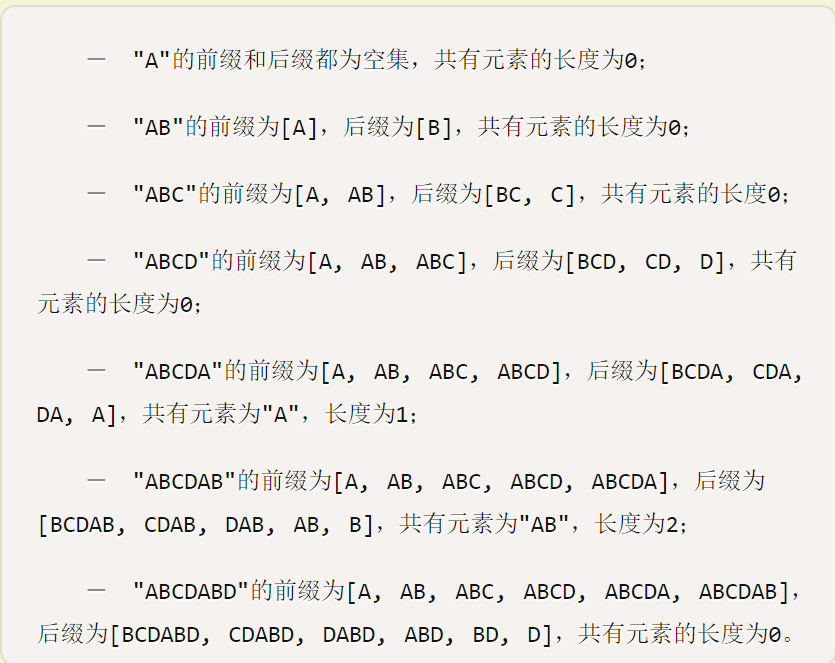 — "A"的前缀和后缀都为空集，共有元素的长度为0；
— "AB"的前缀为[A]，后缀为[B]，共有元素的长度为0；
— "ABC"的前缀为[A, AB]，后缀为[BC, C]，共有元素的长度0；
— "ABCD"的前缀为[A, AB, ABC]，后缀为[BCD, CD, D]，共有
元素的长度为0；
— "ABCDA"的前缀为[A, AB, ABC, ABCD]，后缀为[BCDA, CDA,
DA, A]，共有元素为"A"，长度为1；
— "ABCDAB"的前缀为[A, AB, ABC, ABCD, ABCDA]，后缀为
[BCDAB, CDAB, DAB, AB, B]，共有元素为"AB"，长度为2；
— "ABCDABD"的前缀为[A, AB, ABC, ABCD, ABCDA, ABCDAB]，
后缀为[BCDABD, CDABD, DABD, ABD, BD, D]，共有元素的长度为0。